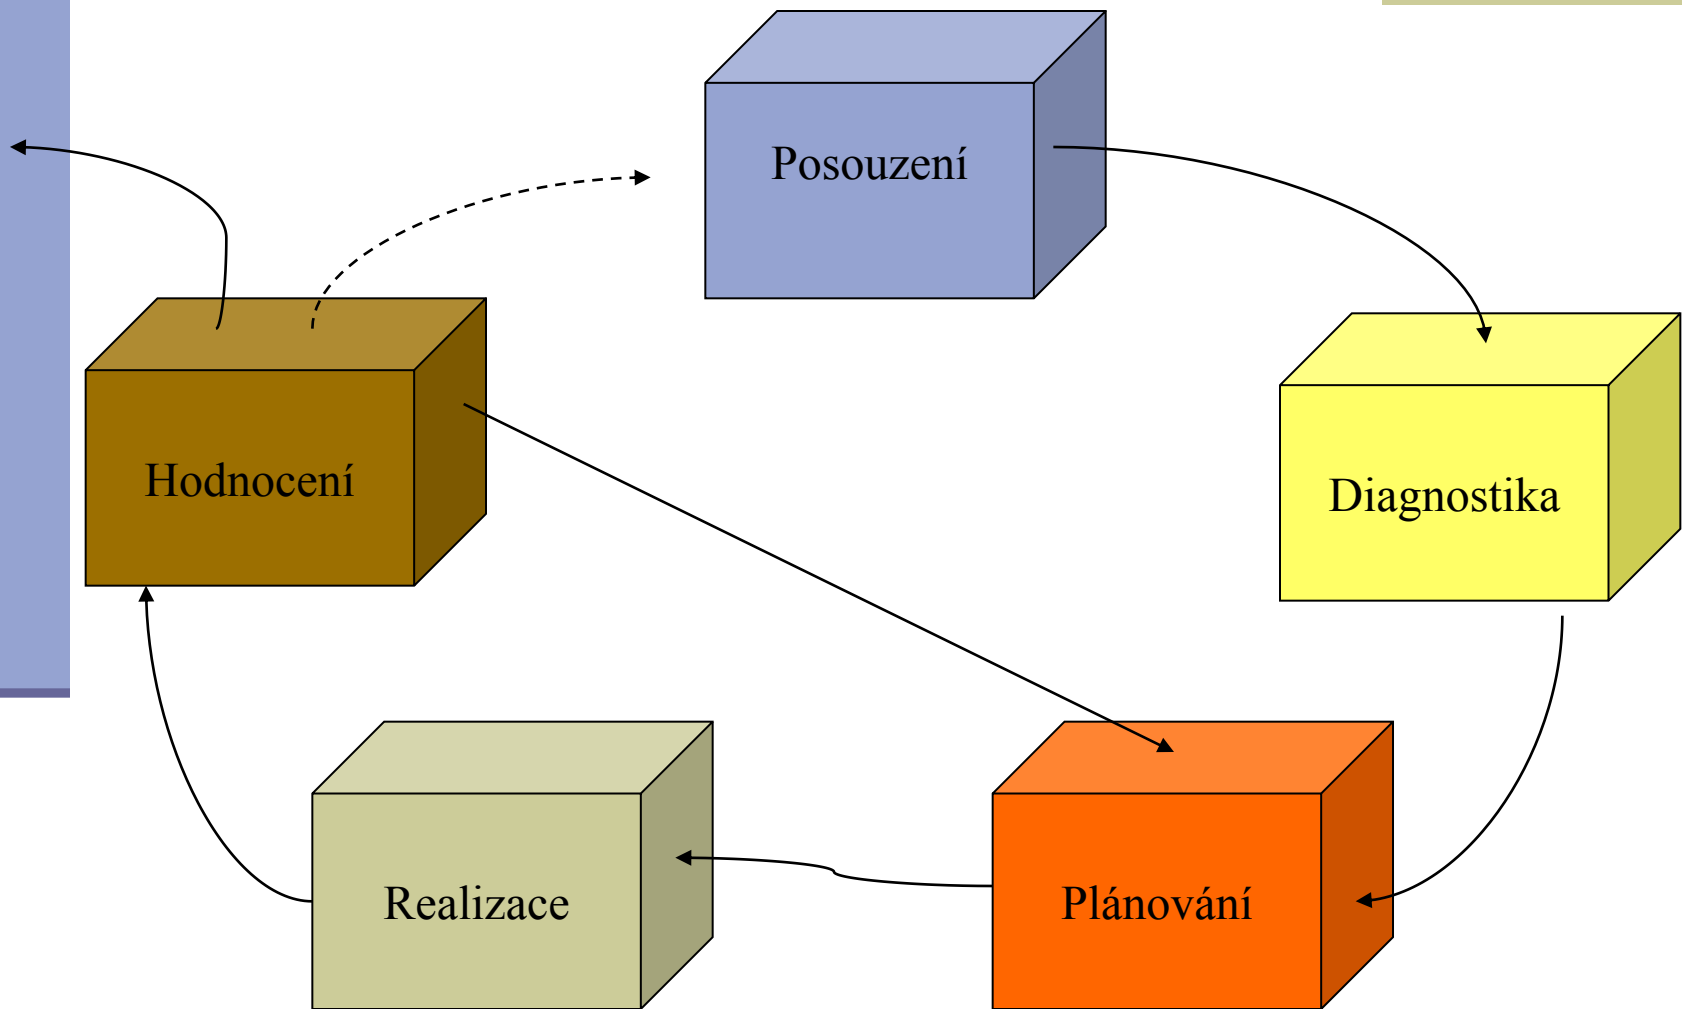 Posouzení
Hodnocení
Diagnostika
Realizace
Plánování